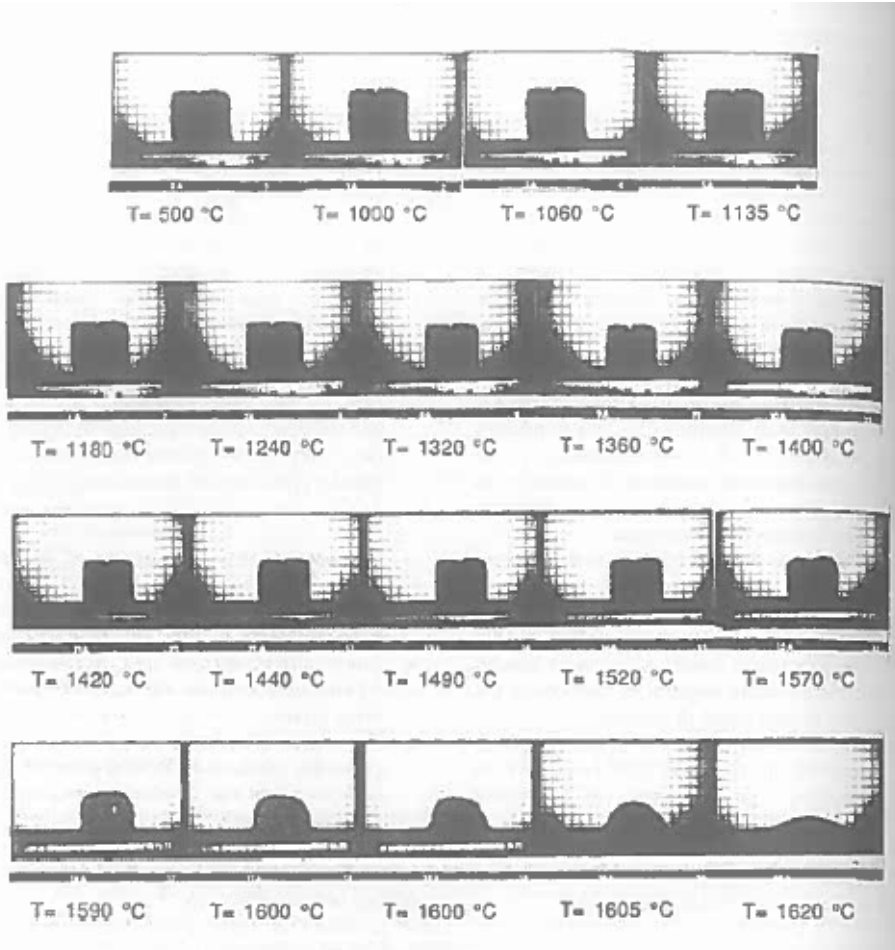 T= 500 °C T= 1000 °C T= 1060 °C T= 1135 °C
T= 1180 °C T= 1240 °C T= 1320 °C T= 1360 °C T= 1400 °C
T= 1420 °C T= 1440 °C T= 1490 °C T= 1520 °C T= 1570 °C
T= 1590 °C T= 1600 °C T= 1600 °C T= 1605 °C T= 1620 °C